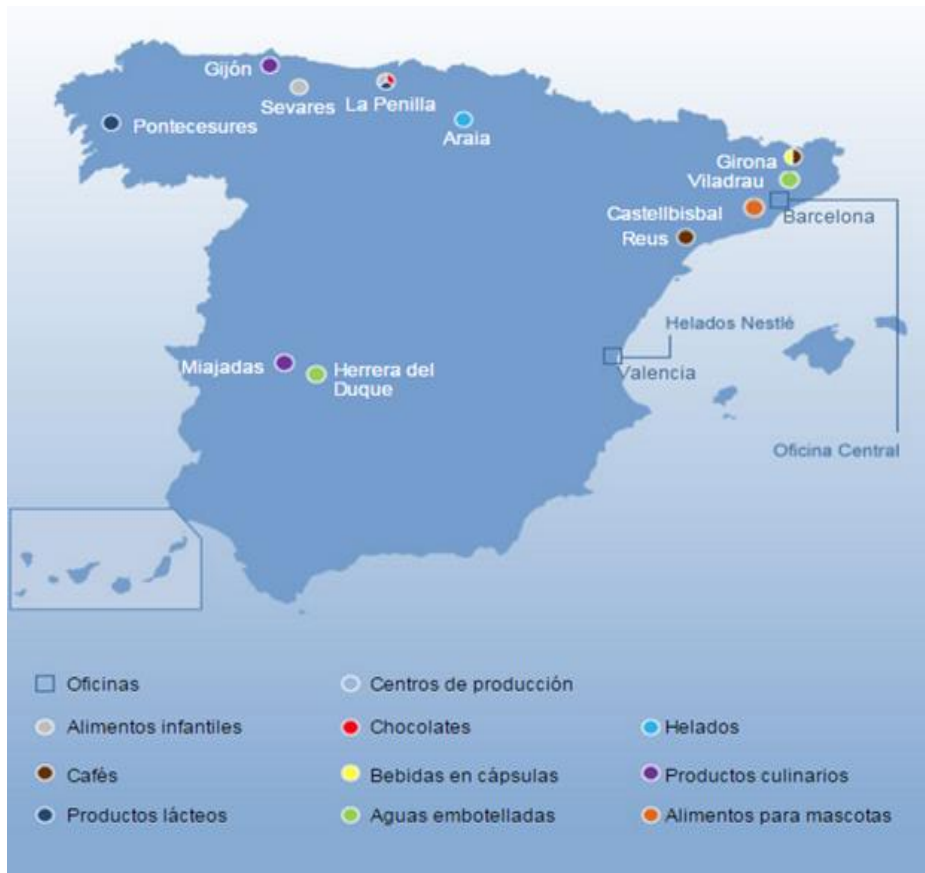 Gijón
Sevares
La Penilla
Pontecesures
Araia
Girona
Viladrau
Castellbisbal
Barcelona
Reus
Helados Nestlé
Miajadas
Herrera del
Duque
Valencia
Oficina Central
Oficinas
Centros de producción
Alimentos infantiles
Chocolates
Helados
Cafés
Bebidas en cápsulas
Productos culinarios
Productos lácteos
Aguas embotelladas
Alimentos para mascotas